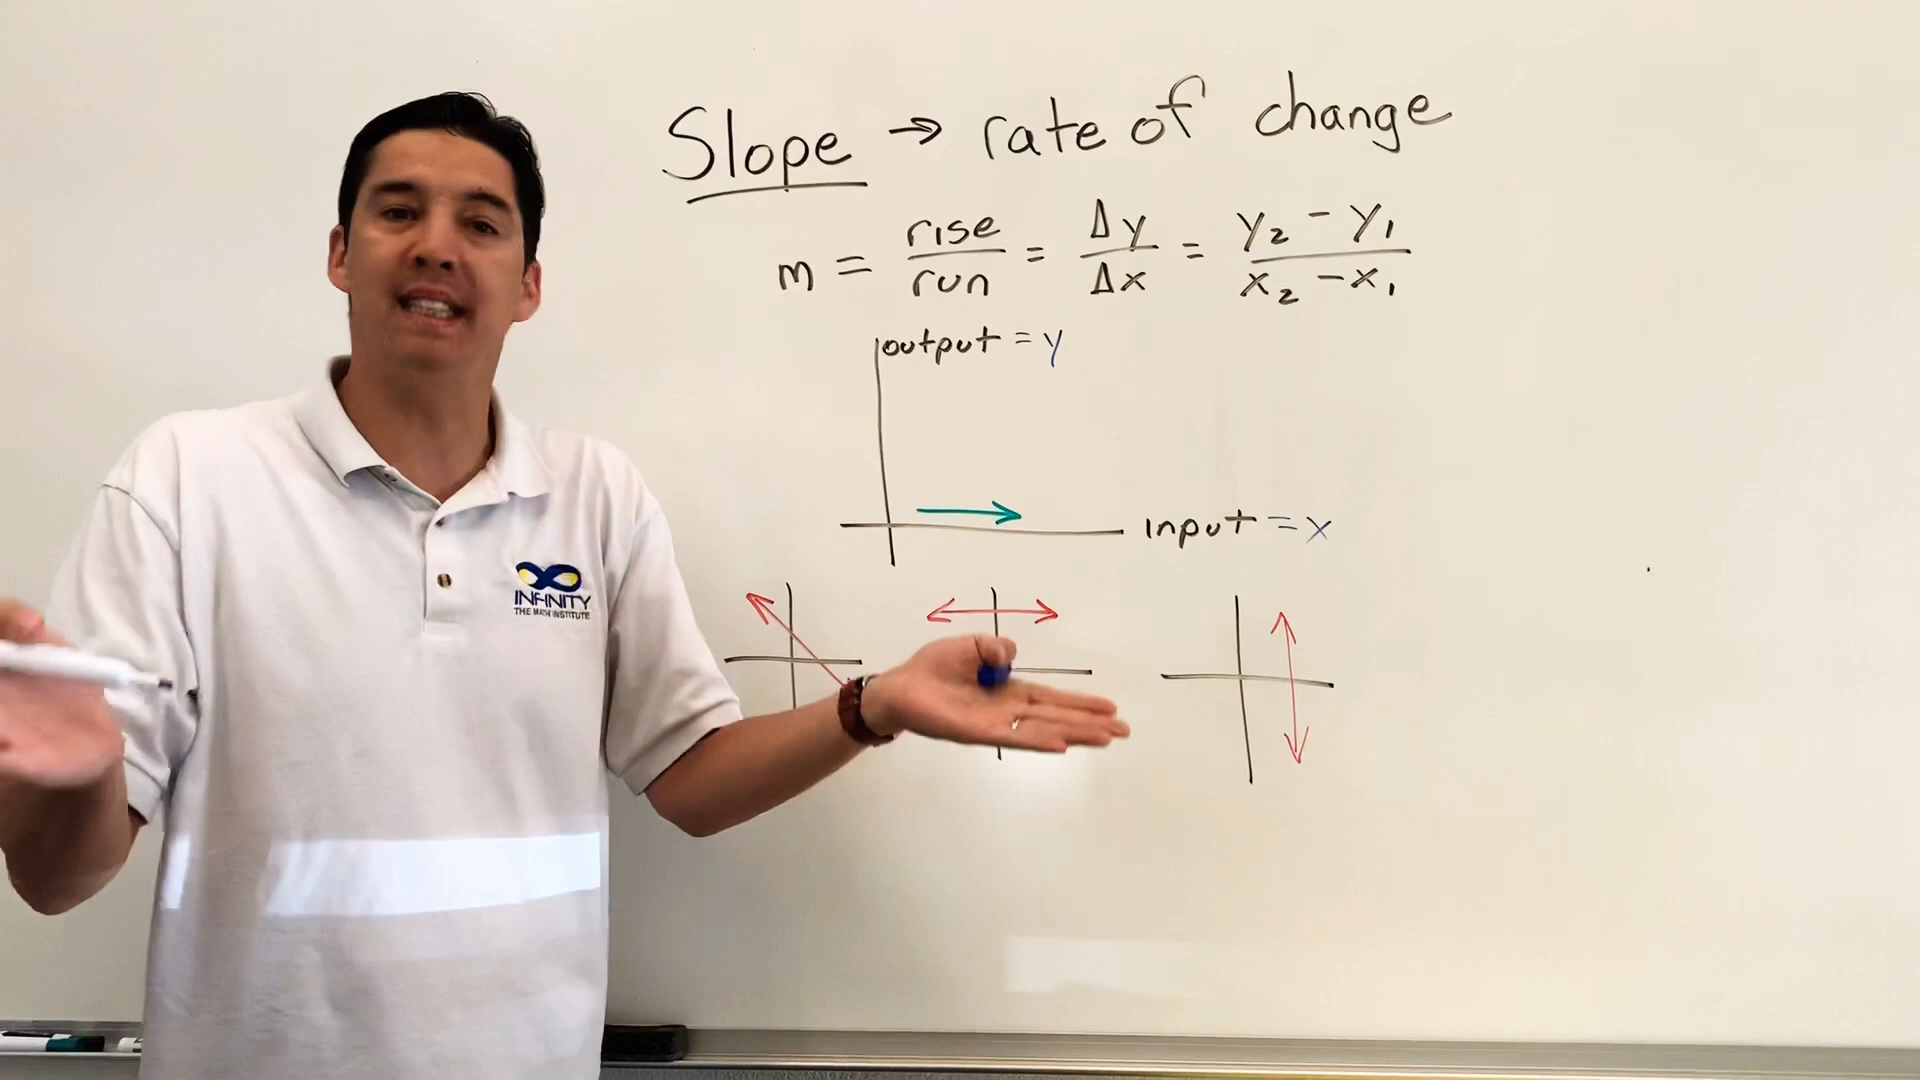 Slope → rate of change
m = rise/run = Δy/Δx = y₂ - y₁/x₂ - x₁
output = y
input = x
INFINITY
THE MATH INSTITUTE